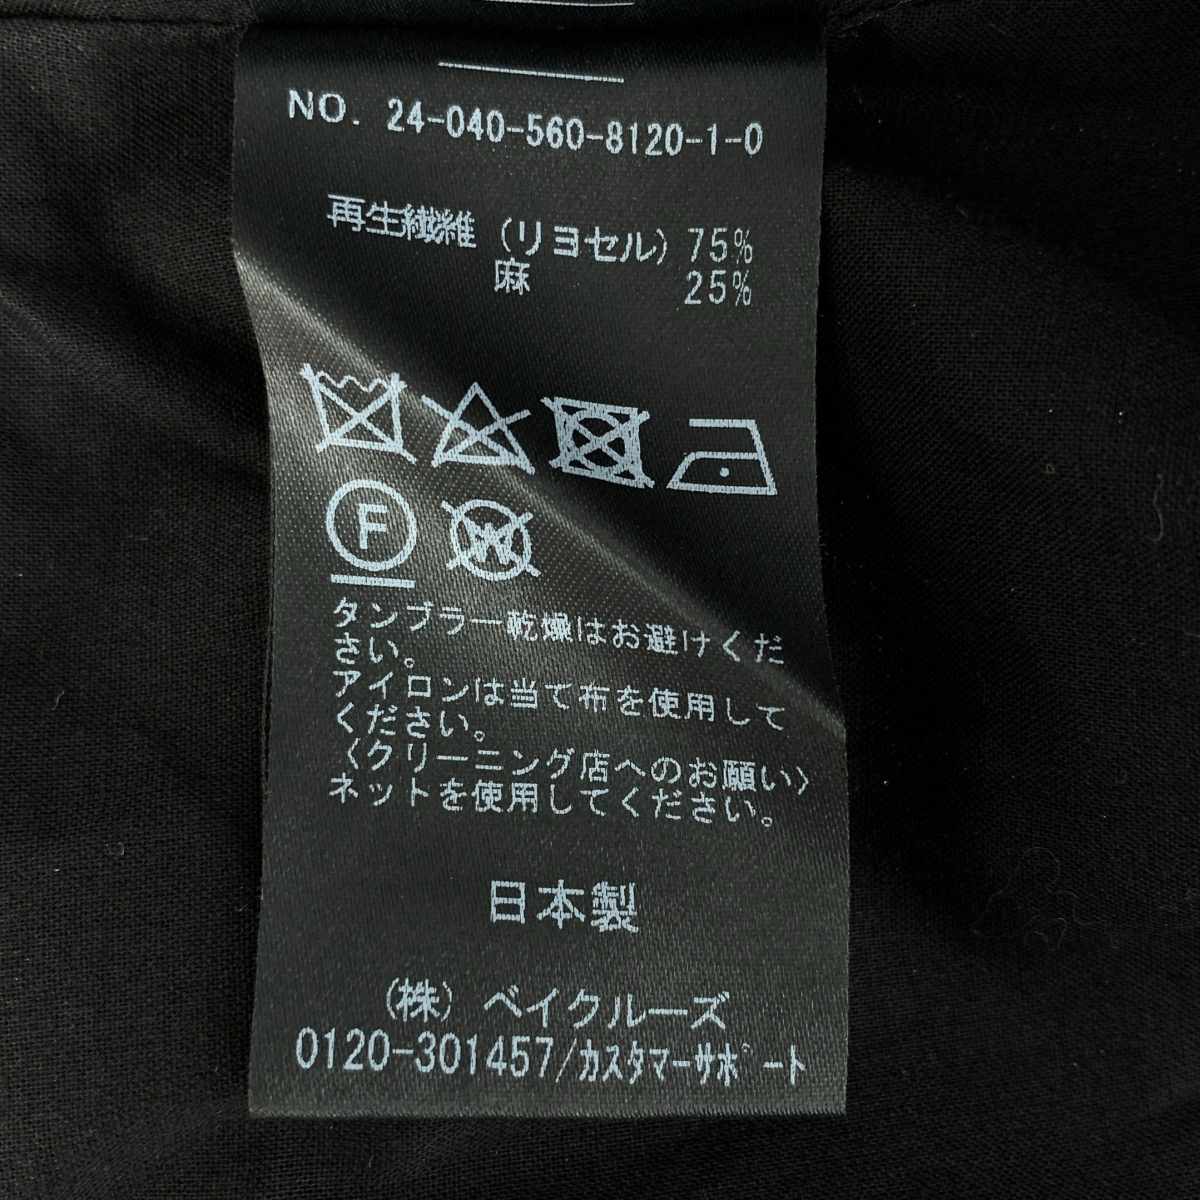 NO. 24-040-560-8120-1-0
再生繊維 (リヨセル) 75%
麻 25%
F
W
タンブラー乾燥はお避けくだ
さい。
アイロンは当て布を使用して
ください。
〈クリーニング店へのお願い〉
ネットを使用してください。
日本製
(株) ベイクルーズ
0120-301457/カスタマーサポート